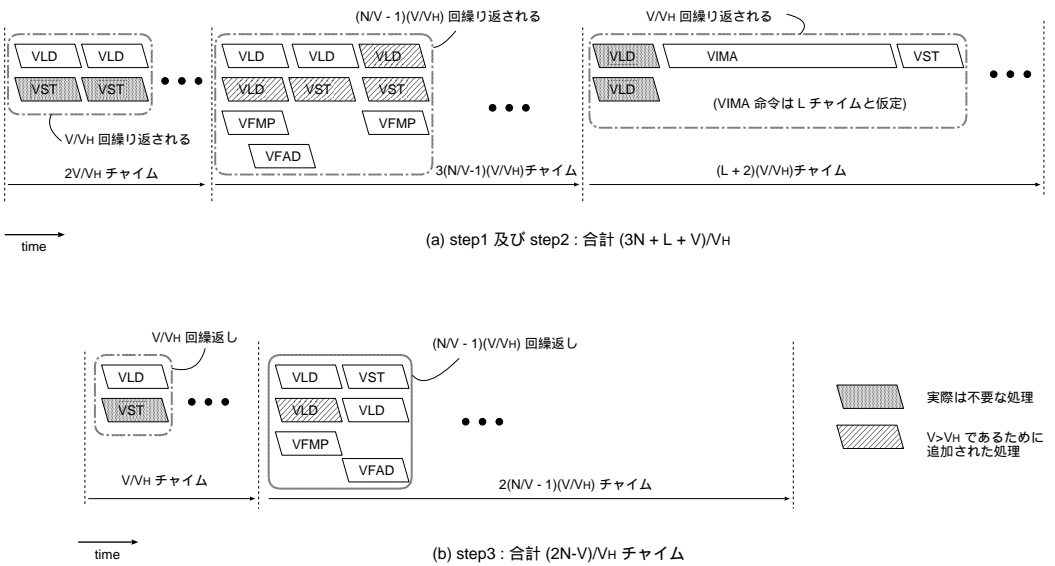 (N/V - 1)(V/VH) 回繰り返される
V/VH 回繰り返される
VLD VLD
VST VST
VLD VLD VLD
VLD VST VST
VFMP VFMP
VFAD
VLD VIMA VST
VLD
(VIMA 命令は L チャイムと仮定)
V/VH 回繰り返される
2V/VH チャイム
3(N/V-1)(V/VH)チャイム
(L + 2)(V/VH)チャイム
time
(a) step1 及び step2 : 合計 (3N + L + V)/VH
V/VH 回繰返し
(N/V - 1)(V/VH) 回繰返し
VLD
VST
VLD VST
VLD VLD
VFMP
VFAD
実際は不要な処理
V>VH であるために
追加された処理
V/VH チャイム
2(N/V - 1)(V/VH) チャイム
time
(b) step3 : 合計 (2N-V)/VH チャイム